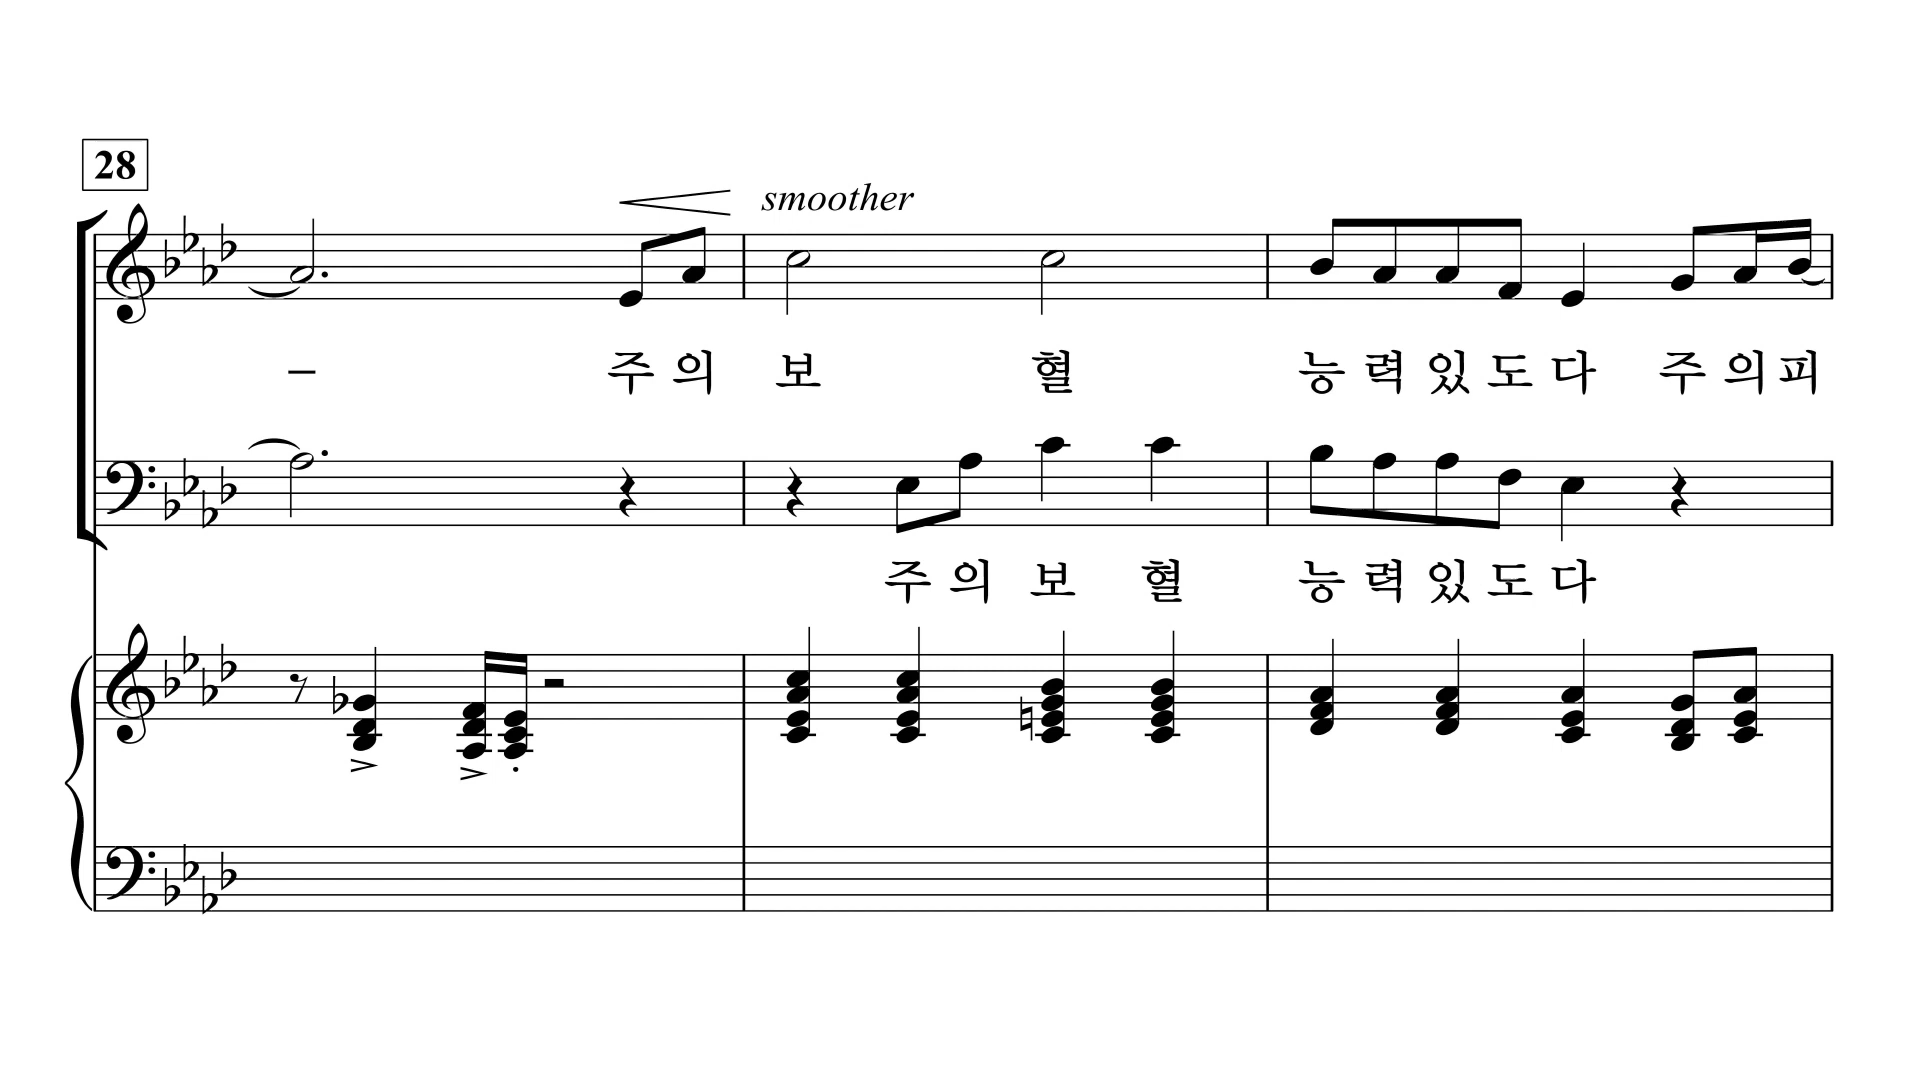 28
smoother
– 주 의 보 혈 능 력 있 도 다 주 의 피
주 의 보 혈 능 력 있 도 다